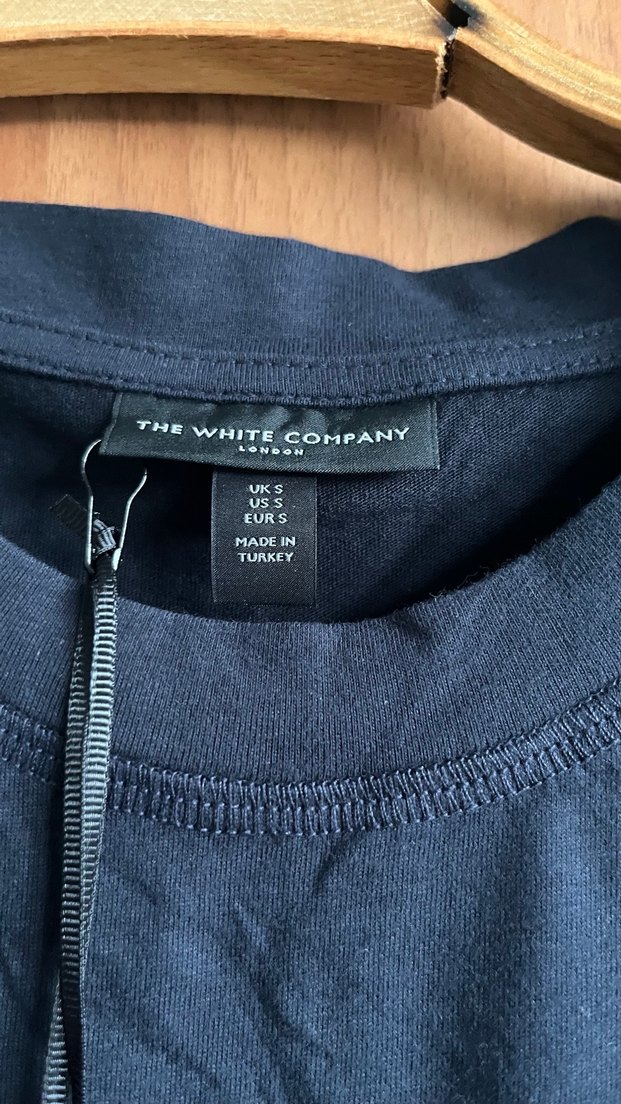 THE WHITE COMPANY
LONDON
UK S
US S
EUR S
MADE IN
TURKEY